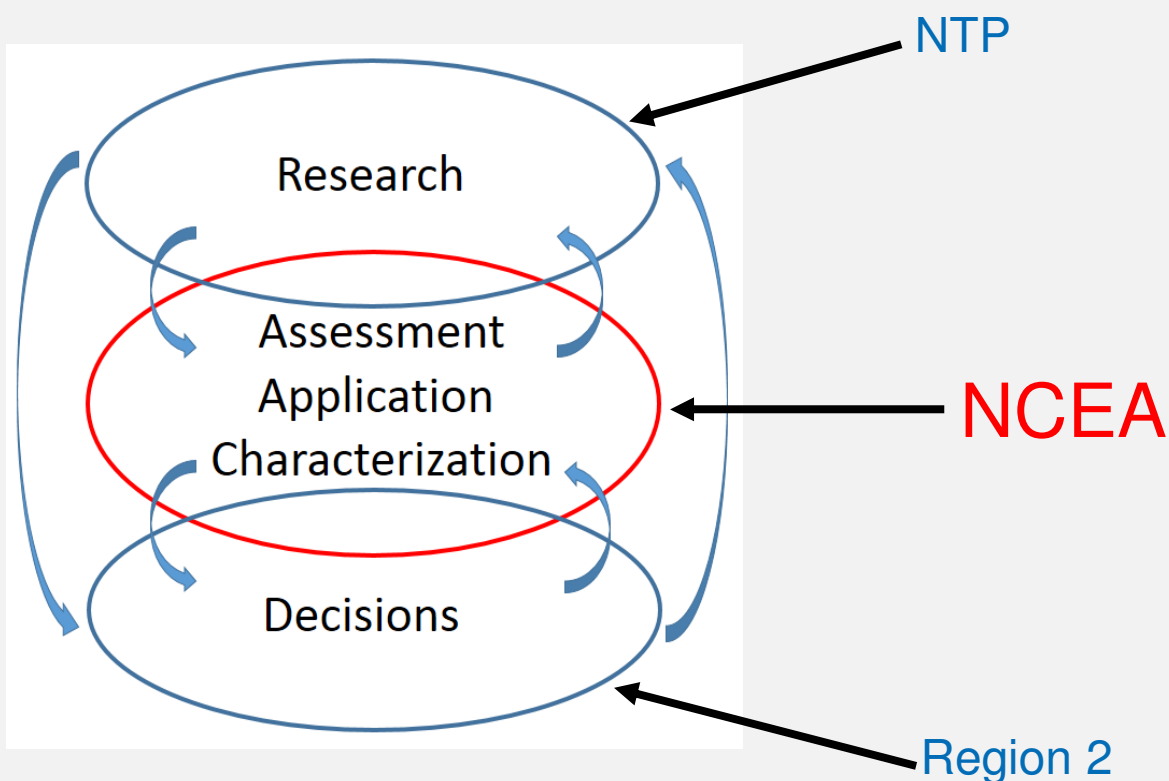 NTP
Research
Assessment
Application
NCEA
Characterization
Decisions
Region 2